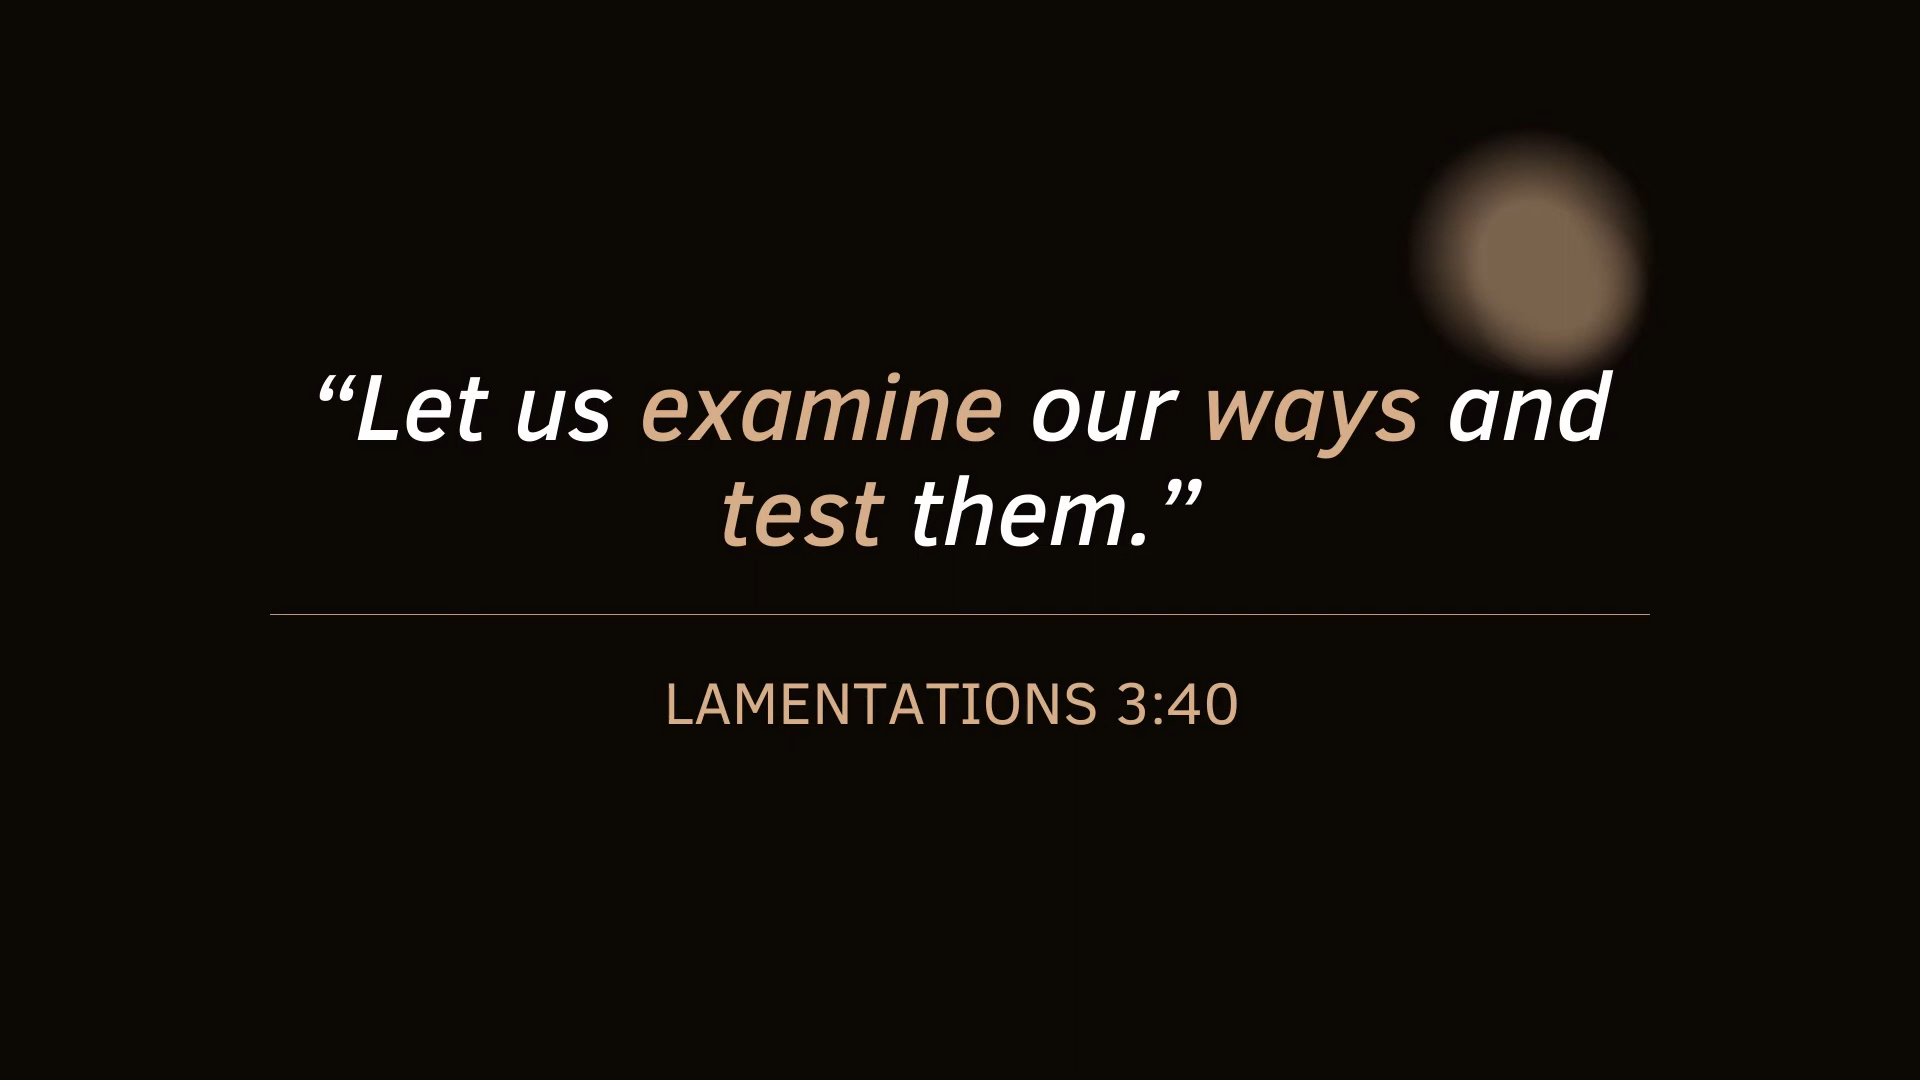 “Let us examine our ways and
test them.”
LAMENTATIONS 3:40